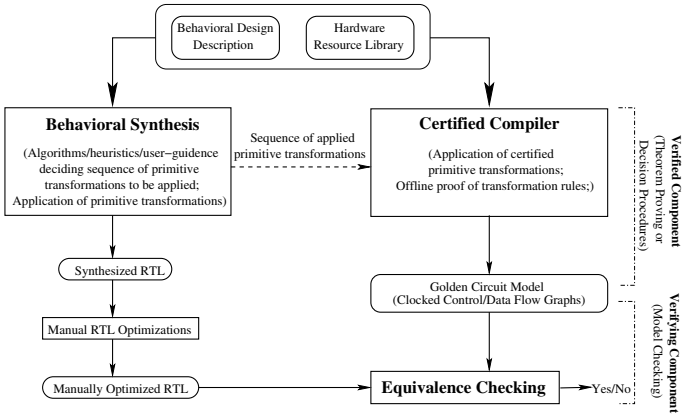 Behavioral Design
Description
Hardware
Resource Library
Behavioral Synthesis
(Algorithms/heuristics/user−guidance
deciding sequence of primitive
transformations to be applied;
Application of primitive transformations)
Sequence of applied
primitive transformations
Certified Compiler
(Application of certified
primitive transformations;
Offline proof of transformation rules;)
Verified Component
(Theorem Proving or
Decision Procedures)
Synthesized RTL
Golden Circuit Model
(Clocked Control/Data Flow Graphs)
Manual RTL Optimizations
Verifying Component
(Model Checking)
Manually Optimized RTL
Equivalence Checking
Yes/No